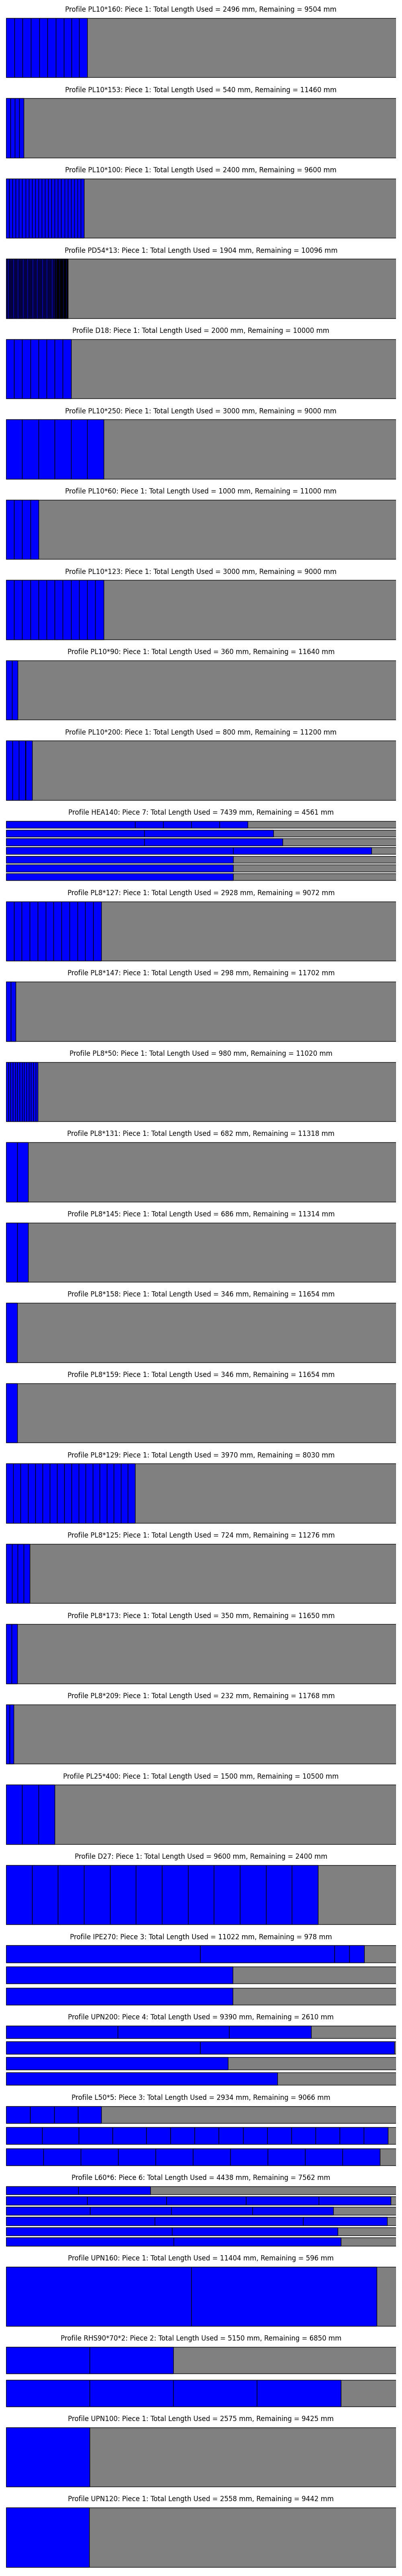 Profile PL10*160: Piece 1: Total Length Used = 2496 mm, Remaining = 9504 mm
Profile PL10*153: Piece 1: Total Length Used = 540 mm, Remaining = 11460 mm
Profile PL10*100: Piece 1: Total Length Used = 2400 mm, Remaining = 9600 mm
Profile PD54*13: Piece 1: Total Length Used = 1904 mm, Remaining = 10096 mm
Profile D18: Piece 1: Total Length Used = 2000 mm, Remaining = 10000 mm
Profile PL10*250: Piece 1: Total Length Used = 3000 mm, Remaining = 9000 mm
Profile PL10*60: Piece 1: Total Length Used = 1000 mm, Remaining = 11000 mm
Profile PL10*123: Piece 1: Total Length Used = 3000 mm, Remaining = 9000 mm
Profile PL10*90: Piece 1: Total Length Used = 360 mm, Remaining = 11640 mm
Profile PL10*200: Piece 1: Total Length Used = 800 mm, Remaining = 11200 mm
Profile HEA140: Piece 7: Total Length Used = 7439 mm, Remaining = 4561 mm
Profile PL8*127: Piece 1: Total Length Used = 2928 mm, Remaining = 9072 mm
Profile PL8*147: Piece 1: Total Length Used = 298 mm, Remaining = 11702 mm
Profile PL8*50: Piece 1: Total Length Used = 980 mm, Remaining = 11020 mm
Profile PL8*131: Piece 1: Total Length Used = 682 mm, Remaining = 11318 mm
Profile PL8*145: Piece 1: Total Length Used = 686 mm, Remaining = 11314 mm
Profile PL8*158: Piece 1: Total Length Used = 346 mm, Remaining = 11654 mm
Profile PL8*159: Piece 1: Total Length Used = 346 mm, Remaining = 11654 mm
Profile PL8*129: Piece 1: Total Length Used = 3970 mm, Remaining = 8030 mm
Profile PL8*125: Piece 1: Total Length Used = 724 mm, Remaining = 11276 mm
Profile PL8*173: Piece 1: Total Length Used = 350 mm, Remaining = 11650 mm
Profile PL8*209: Piece 1: Total Length Used = 232 mm, Remaining = 11768 mm
Profile PL25*400: Piece 1: Total Length Used = 1500 mm, Remaining = 10500 mm
Profile D27: Piece 1: Total Length Used = 9600 mm, Remaining = 2400 mm
Profile IPE270: Piece 3: Total Length Used = 11022 mm, Remaining = 978 mm
Profile UPN200: Piece 4: Total Length Used = 9390 mm, Remaining = 2610 mm
Profile L50*5: Piece 3: Total Length Used = 2934 mm, Remaining = 9066 mm
Profile L60*6: Piece 6: Total Length Used = 4438 mm, Remaining = 7562 mm
Profile UPN160: Piece 1: Total Length Used = 11404 mm, Remaining = 596 mm
Profile RHS90*70*2: Piece 2: Total Length Used = 5150 mm, Remaining = 6850 mm
Profile UPN100: Piece 1: Total Length Used = 2575 mm, Remaining = 9425 mm
Profile UPN120: Piece 1: Total Length Used = 2558 mm, Remaining = 9442 mm